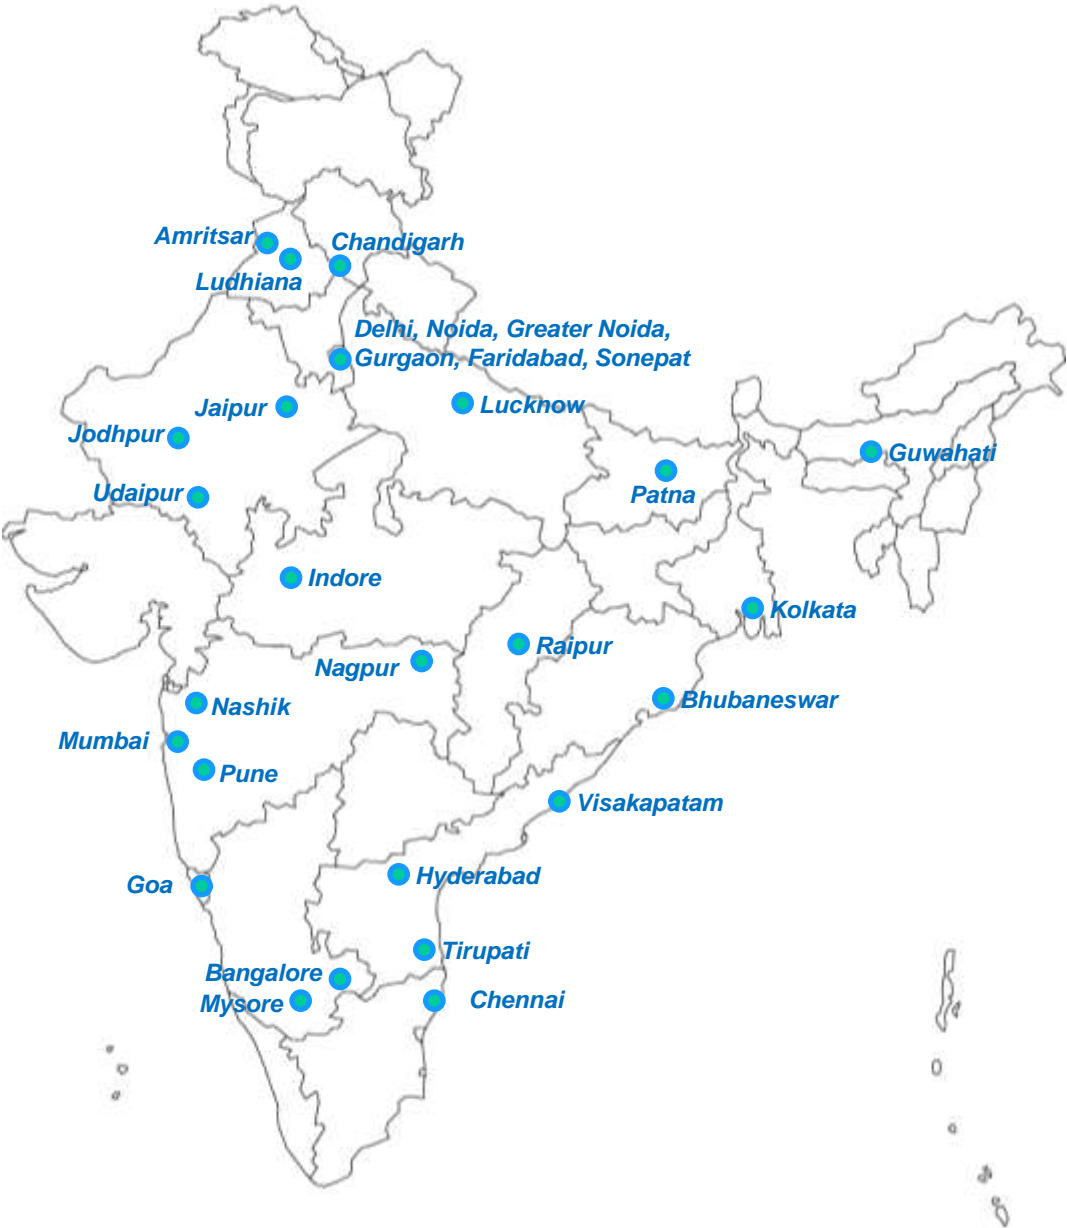 Amritsar
Chandigarh
Ludhiana
Delhi, Noida, Greater Noida,
Gurgaon, Faridabad, Sonepat
Jaipur
Lucknow
Jodhpur
Guwahati
Udaipur
Patna
Indore
Kolkata
Raipur
Nagpur
Bhubaneswar
Nashik
Mumbai
Pune
Visakapatam
Hyderabad
Goa
Tirupati
Bangalore
Mysore
Chennai